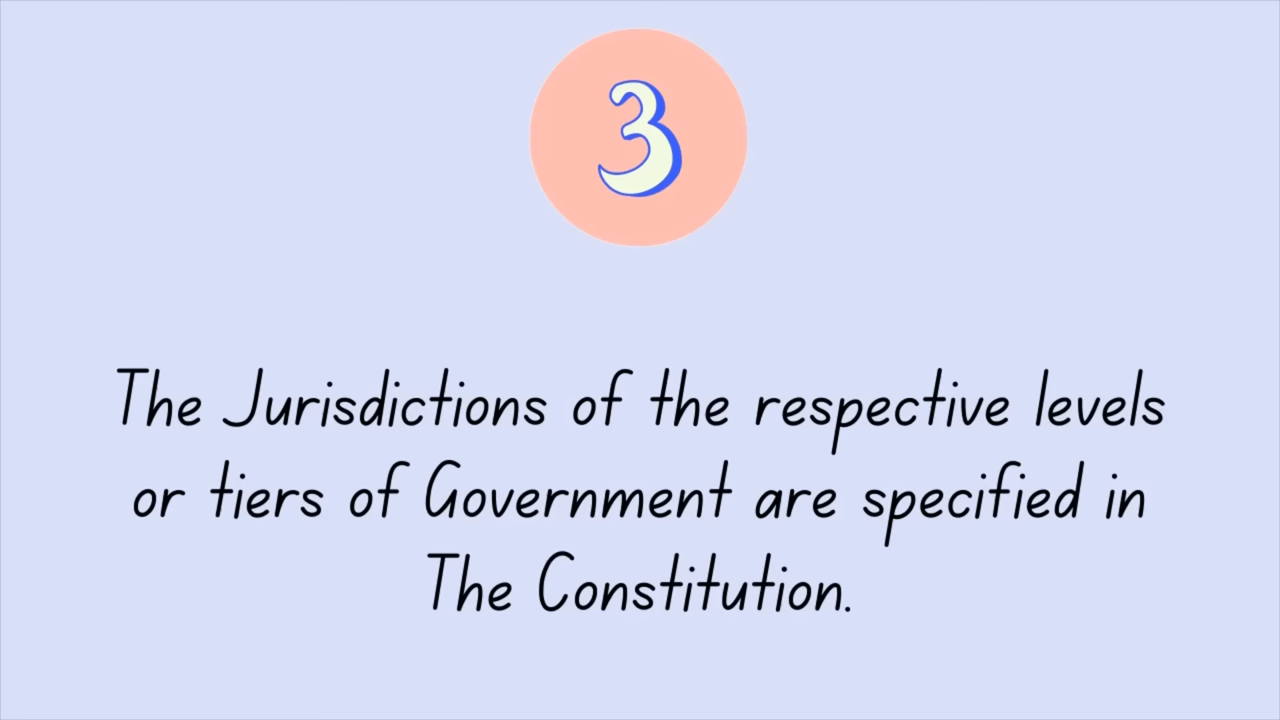 3
The Jurisdictions of the respective levels
or tiers of Government are specified in
The Constitution.